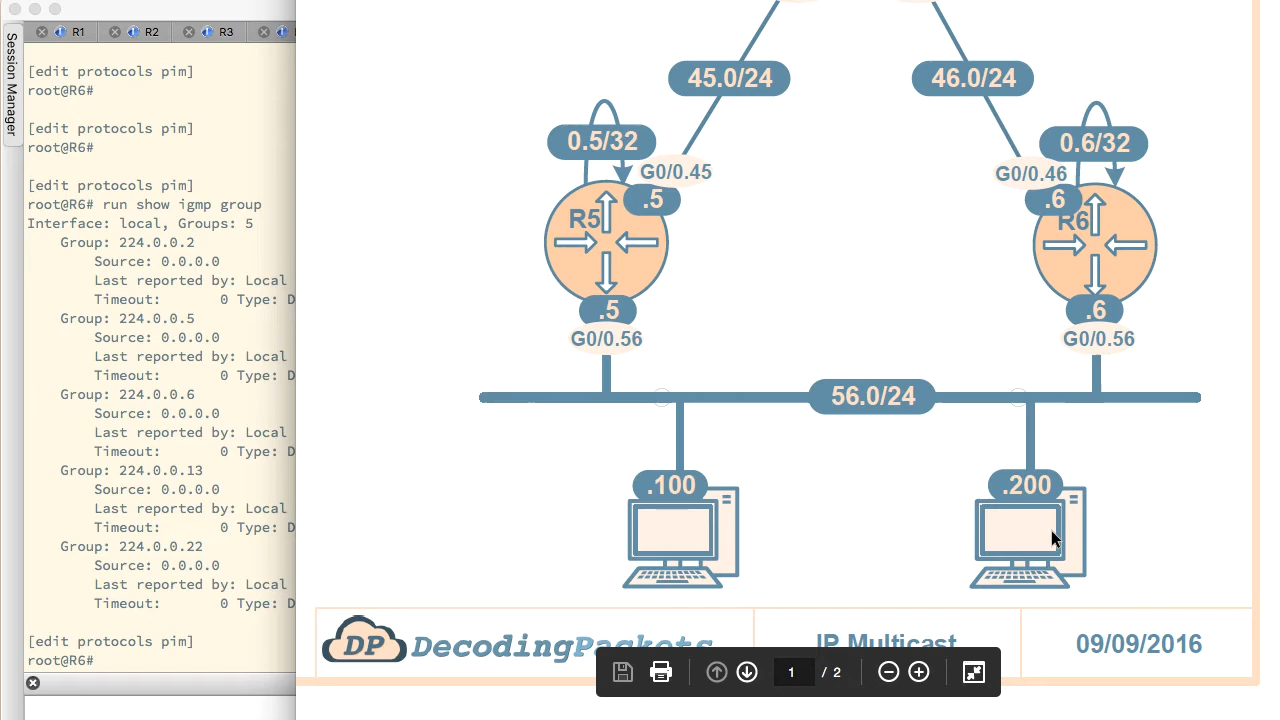 Session Manager
R1
R2
R3
[edit protocols pim]
root@R6#
[edit protocols pim]
root@R6#
[edit protocols pim]
root@R6# run show igmp group
Interface: local, Groups: 5
Group: 224.0.0.2
Source: 0.0.0.0
Last reported by: Local
Timeout: 0 Type: D
Group: 224.0.0.5
Source: 0.0.0.0
Last reported by: Local
Timeout: 0 Type: D
Group: 224.0.0.6
Source: 0.0.0.0
Last reported by: Local
Timeout: 0 Type: D
Group: 224.0.0.13
Source: 0.0.0.0
Last reported by: Local
Timeout: 0 Type: D
Group: 224.0.0.22
Source: 0.0.0.0
Last reported by: Local
Timeout: 0 Type: D
[edit protocols pim]
root@R6#
45.0/24
46.0/24
0.5/32
0.6/32
G0/0.45
G0/0.46
.5
.6
R5
R6
.5
.6
G0/0.56
G0/0.56
56.0/24
.100
.200
DP
DecodingPackets
IP Multicast
09/09/2016
1 / 2